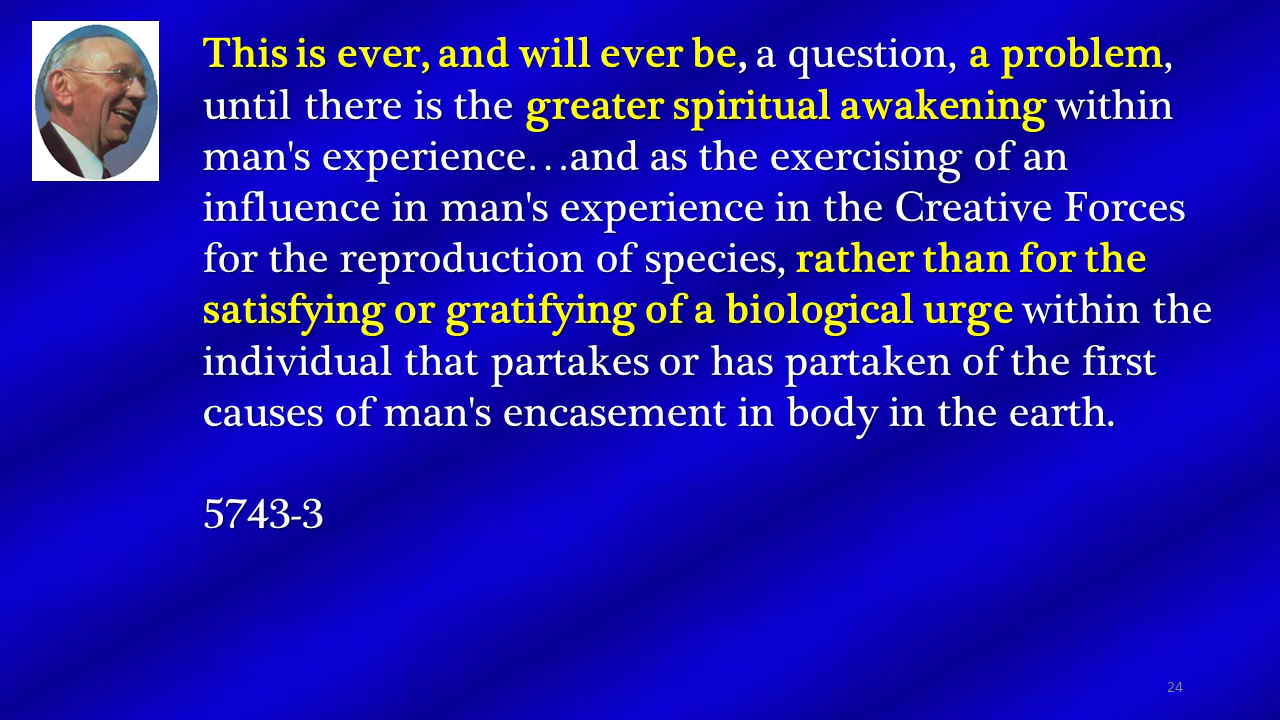 This is ever, and will ever be, a question, a problem,
until there is the greater spiritual awakening within
man's experience…and as the exercising of an
influence in man's experience in the Creative Forces
for the reproduction of species, rather than for the
satisfying or gratifying of a biological urge within the
individual that partakes or has partaken of the first
causes of man's encasement in body in the earth.
5743-3
24